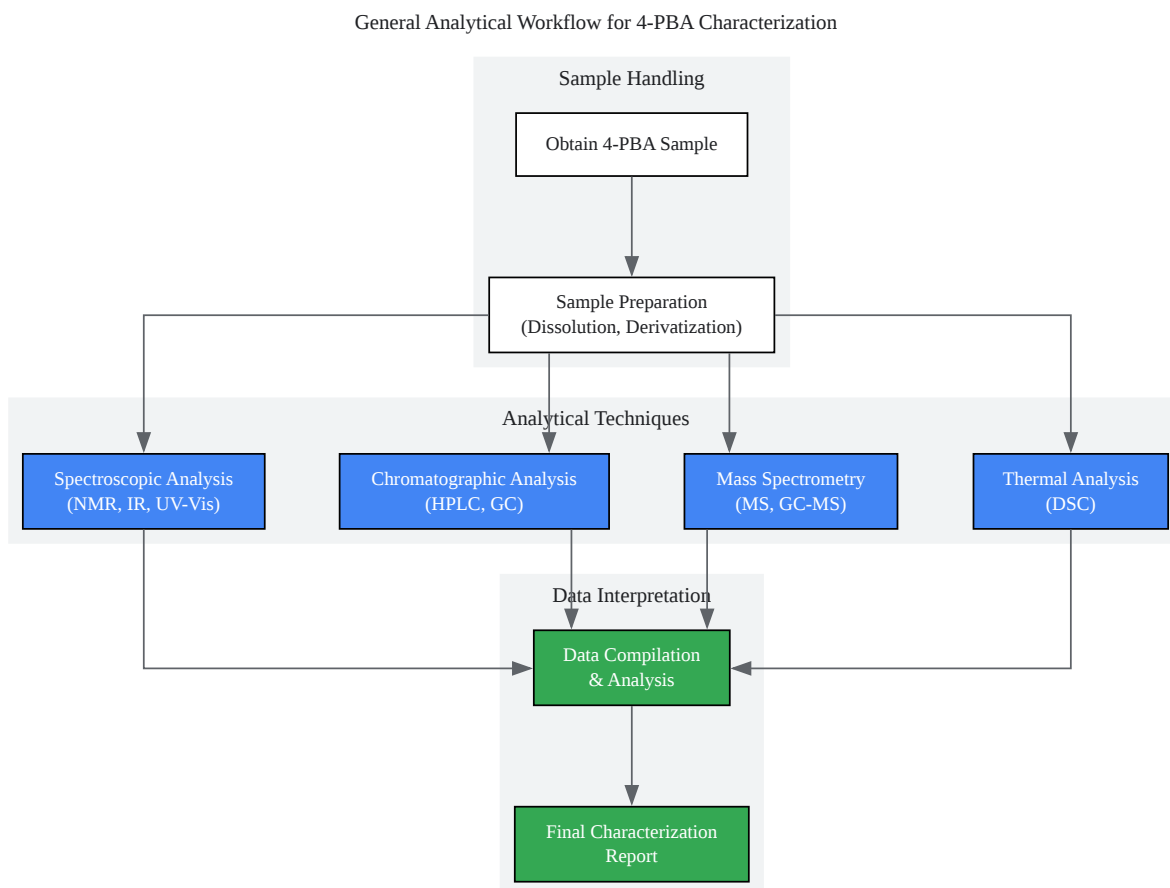 General Analytical Workflow for 4-PBA Characterization
Sample Handling
Obtain 4-PBA Sample
Sample Preparation
(Dissolution, Derivatization)
Analytical Techniques
Spectroscopic Analysis
(NMR, IR, UV-Vis)
Chromatographic Analysis
(HPLC, GC)
Mass Spectrometry
(MS, GC-MS)
Thermal Analysis
(DSC)
Data Interpretation
Data Compilation
& Analysis
Final Characterization
Report